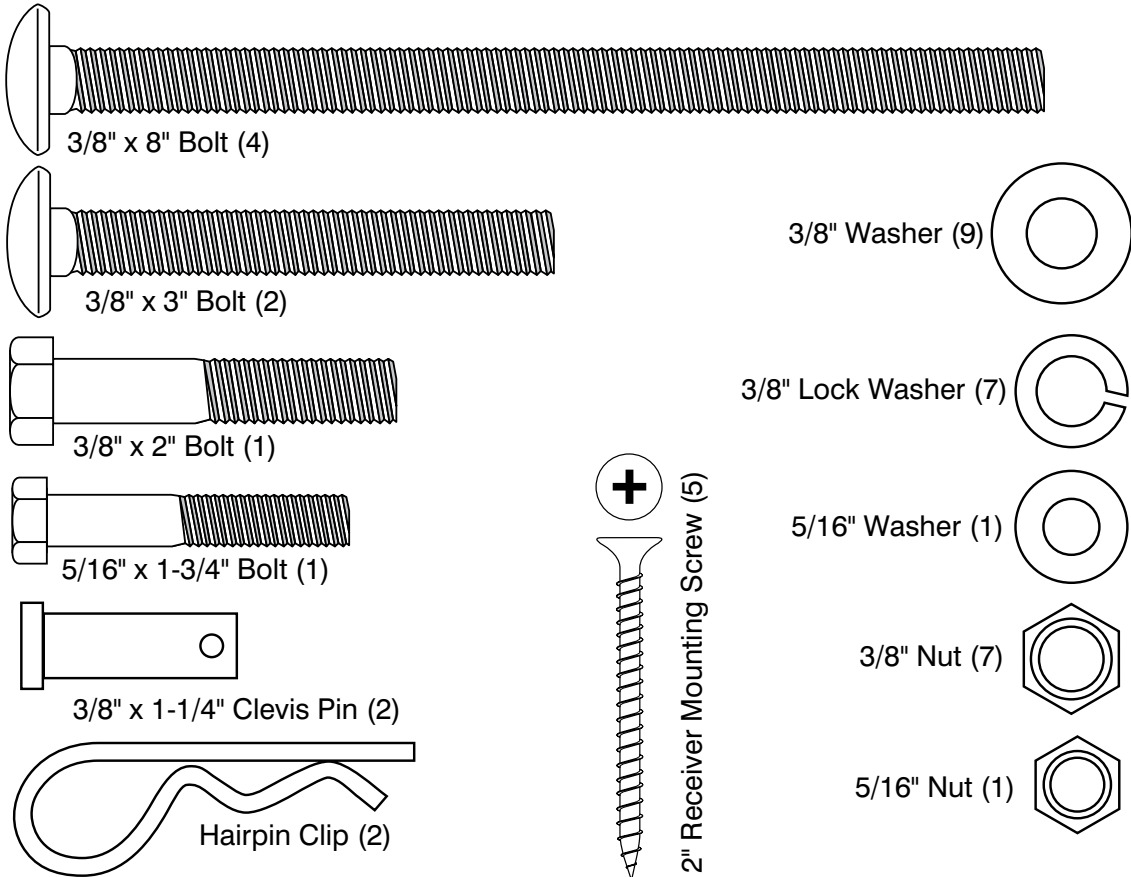 3/8" x 8" Bolt (4)
3/8" x 3" Bolt (2)
3/8" x 2" Bolt (1)
5/16" x 1-3/4" Bolt (1)
3/8" x 1-1/4" Clevis Pin (2)
Hairpin Clip (2)
2" Receiver Mounting Screw (5)
3/8" Washer (9)
3/8" Lock Washer (7)
5/16" Washer (1)
3/8" Nut (7)
5/16" Nut (1)